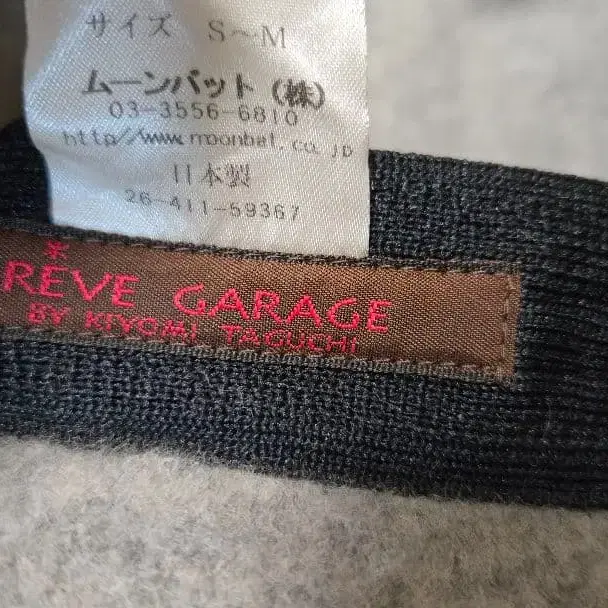 サイズ S〜M
ムーンバット(株)
03-3556-6810
http://www.moonbat.co.jp
日本製
26-411-59367
REVE GARAGE
BY KIYOMI TAGUCHI